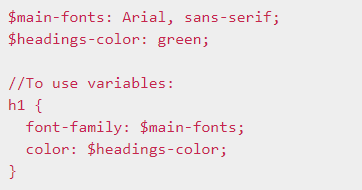 $main-fonts: Arial, sans-serif;
$headings-color: green;

//To use variables:
h1 {
  font-family: $main-fonts;
  color: $headings-color;
}